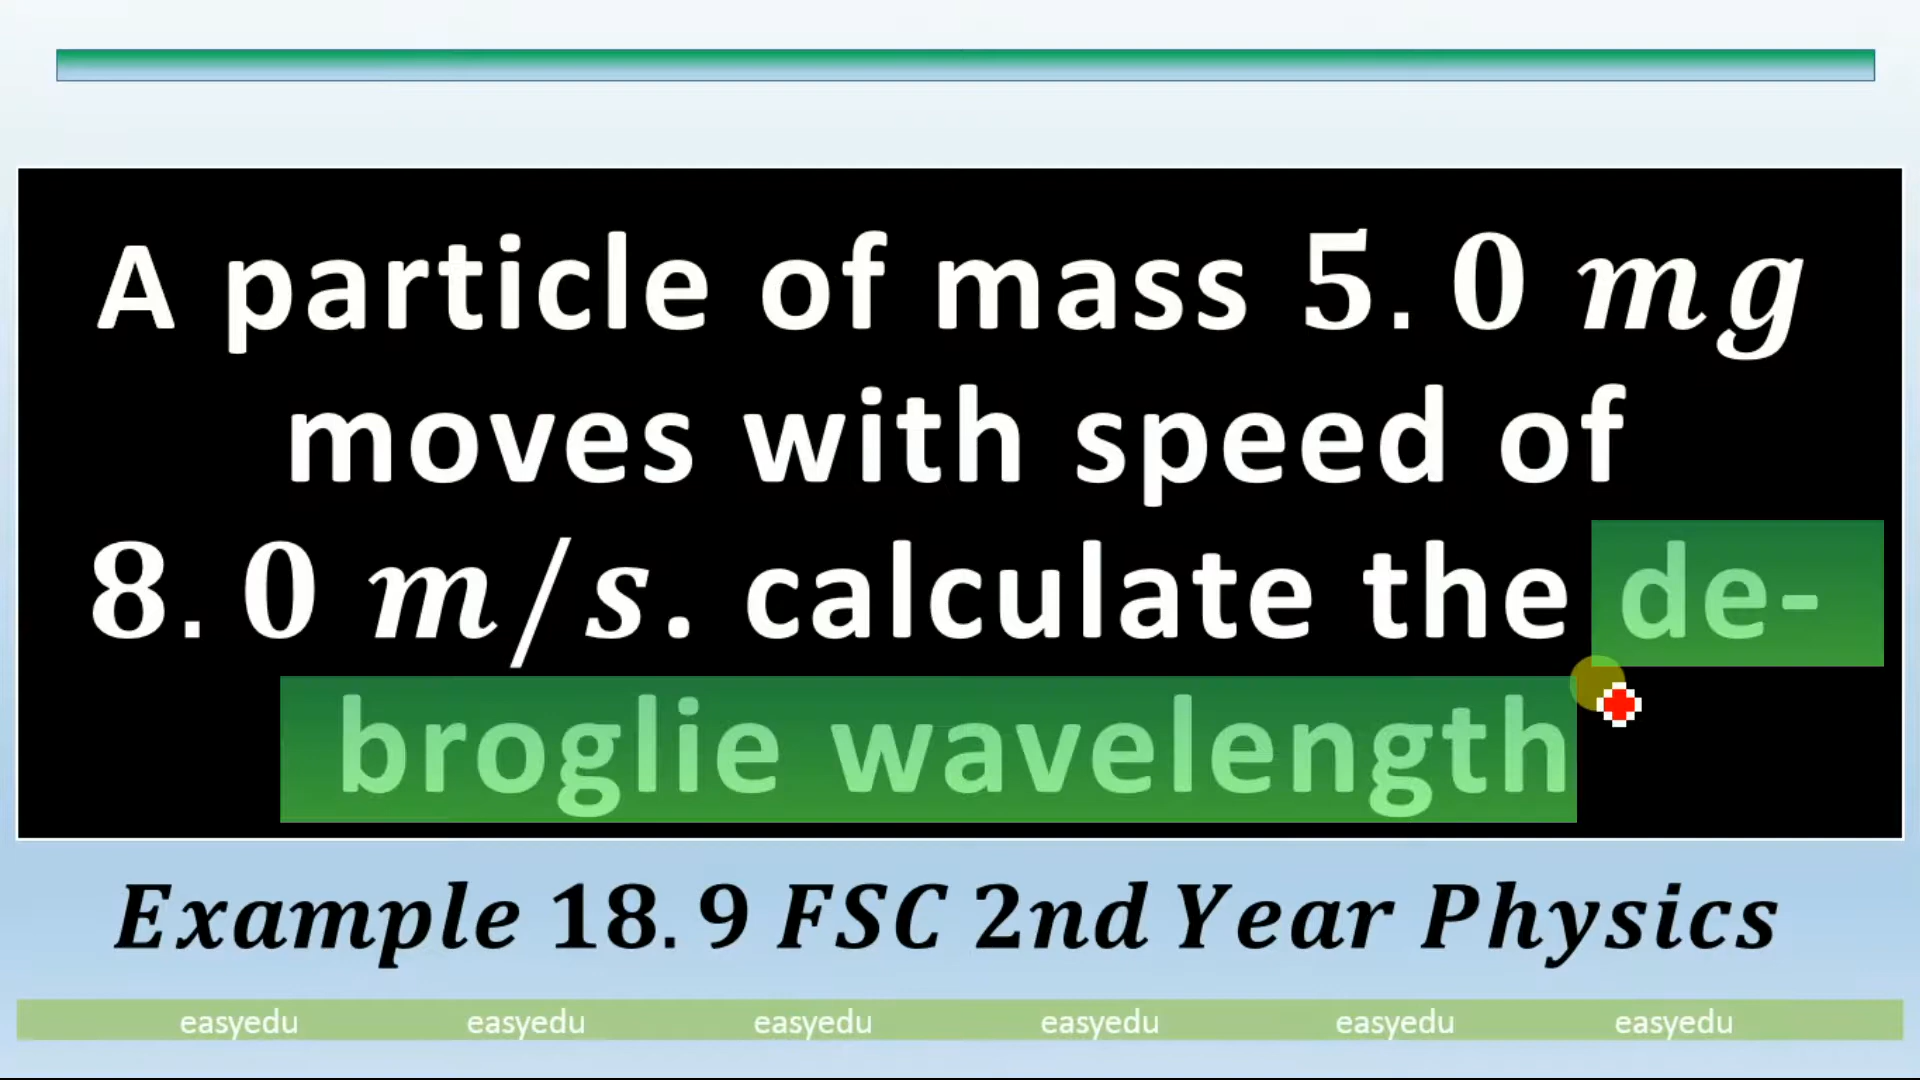 A particle of mass 5.0 mg
moves with speed of
8.0 m/s. calculate the de-
broglie wavelength
Example 18.9 FSC 2nd Year Physics
easyedu easyedu easyedu easyedu easyedu easyedu